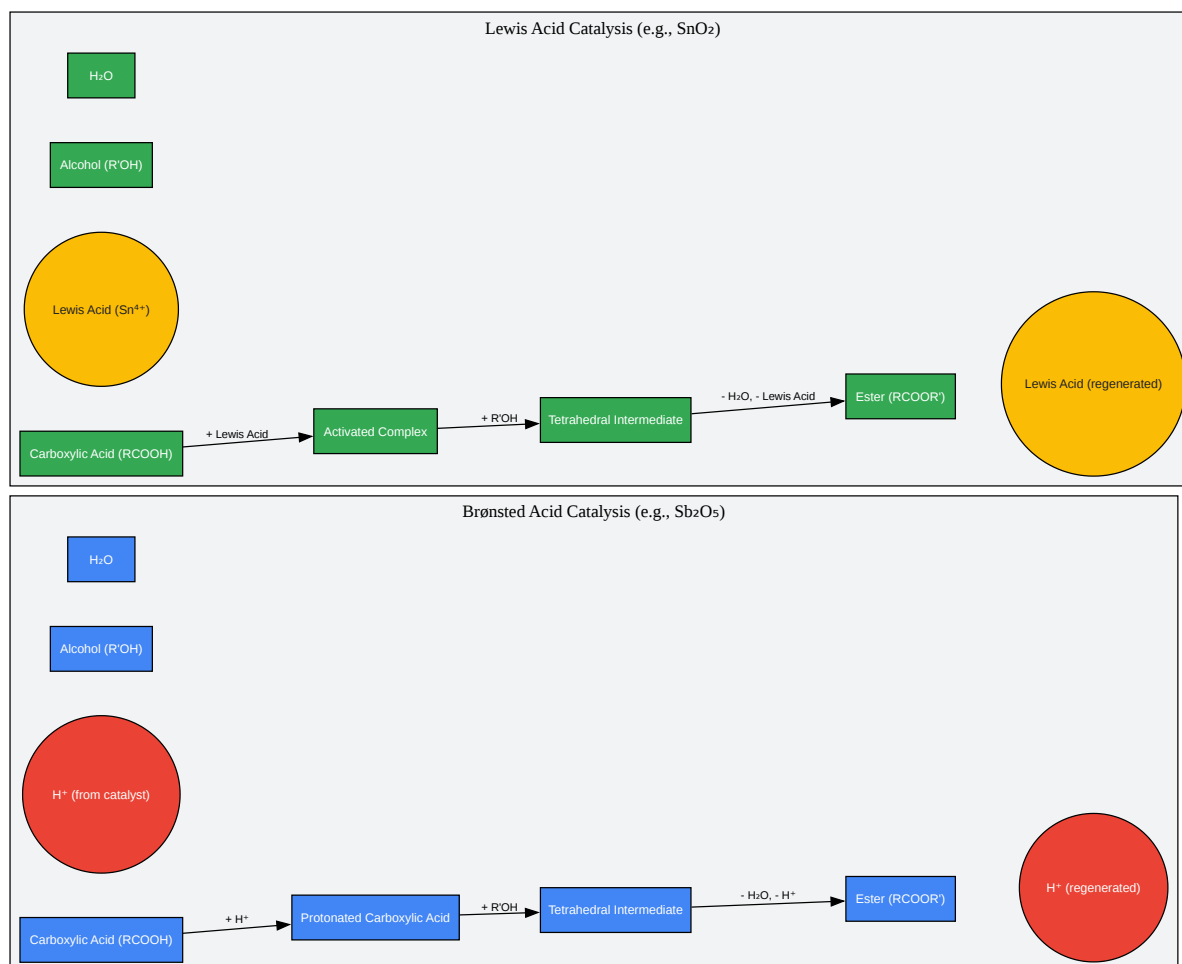 Lewis Acid Catalysis (e.g., SnO₂)
H₂O
Alcohol (R'OH)
Lewis Acid (Sn⁴⁺)
Lewis Acid (regenerated)
Carboxylic Acid (RCOOH)
+ Lewis Acid
Activated Complex
+ R'OH
Tetrahedral Intermediate
- H₂O, - Lewis Acid
Ester (RCOOR')
Brønsted Acid Catalysis (e.g., Sb₂O₅)
H₂O
Alcohol (R'OH)
H⁺ (from catalyst)
H⁺ (regenerated)
Carboxylic Acid (RCOOH)
+ H⁺
Protonated Carboxylic Acid
+ R'OH
Tetrahedral Intermediate
- H₂O, - H⁺
Ester (RCOOR')